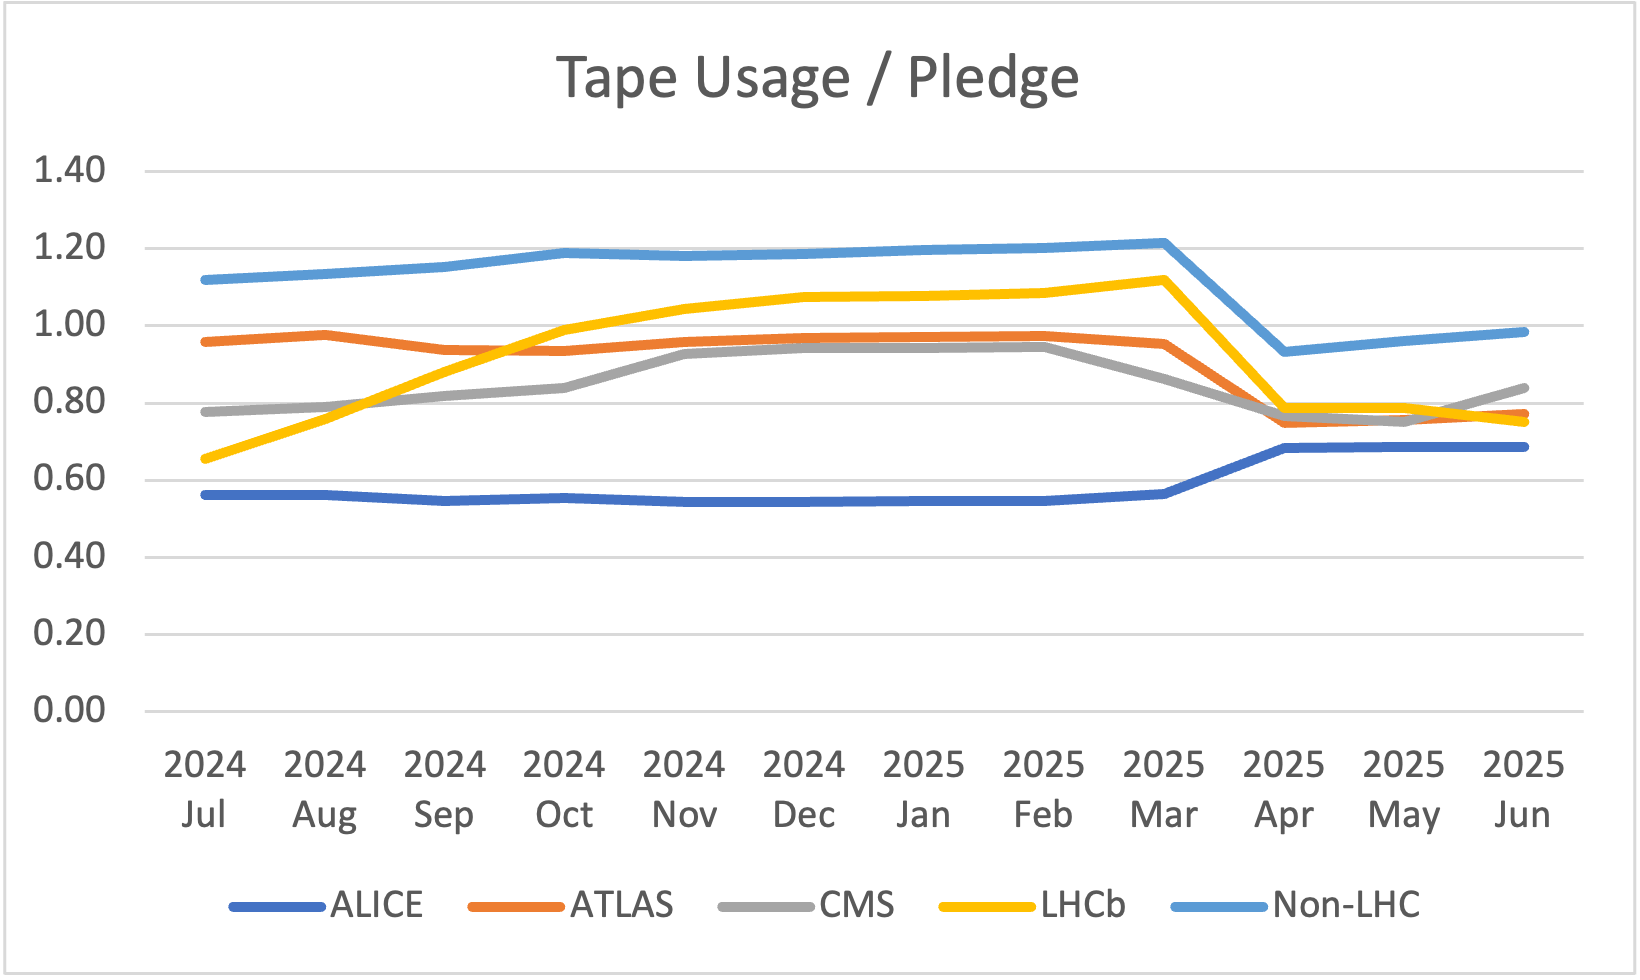 Tape Usage / Pledge
1.40
1.20
1.00
0.80
0.60
0.40
0.20
0.00
2024 2024 2024 2024 2024 2024 2025 2025 2025 2025 2025 2025
Jul Aug Sep Oct Nov Dec Jan Feb Mar Apr May Jun
ALICE ATLAS CMS LHCb Non-LHC